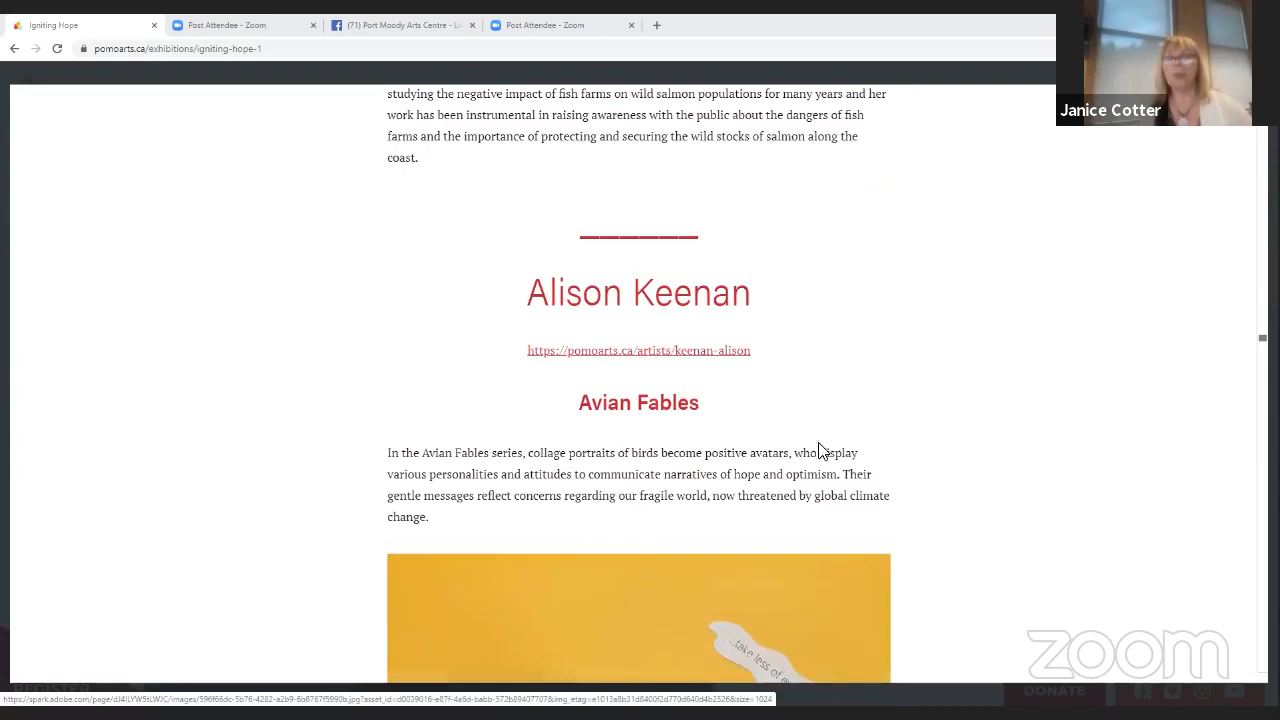 Igniting Hope
Post Attendee - Zoom
(71) Port Moody Arts Centre - Li
Post Attendee - Zoom
pomoarts.ca/exhibitions/igniting-hope-1
Janice Cotter
studying the negative impact of fish farms on wild salmon populations for many years and her
work has been instrumental in raising awareness with the public about the dangers of fish
farms and the importance of protecting and securing the wild stocks of salmon along the
coast.
Alison Keenan
https://pomoarts.ca/artists/keenan-alison
Avian Fables
In the Avian Fables series, collage portraits of birds become positive avatars, who display
various personalities and attitudes to communicate narratives of hope and optimism. Their
gentle messages reflect concerns regarding our fragile world, now threatened by global climate
change.
...take less of
zoom
REGISTER
DONATE